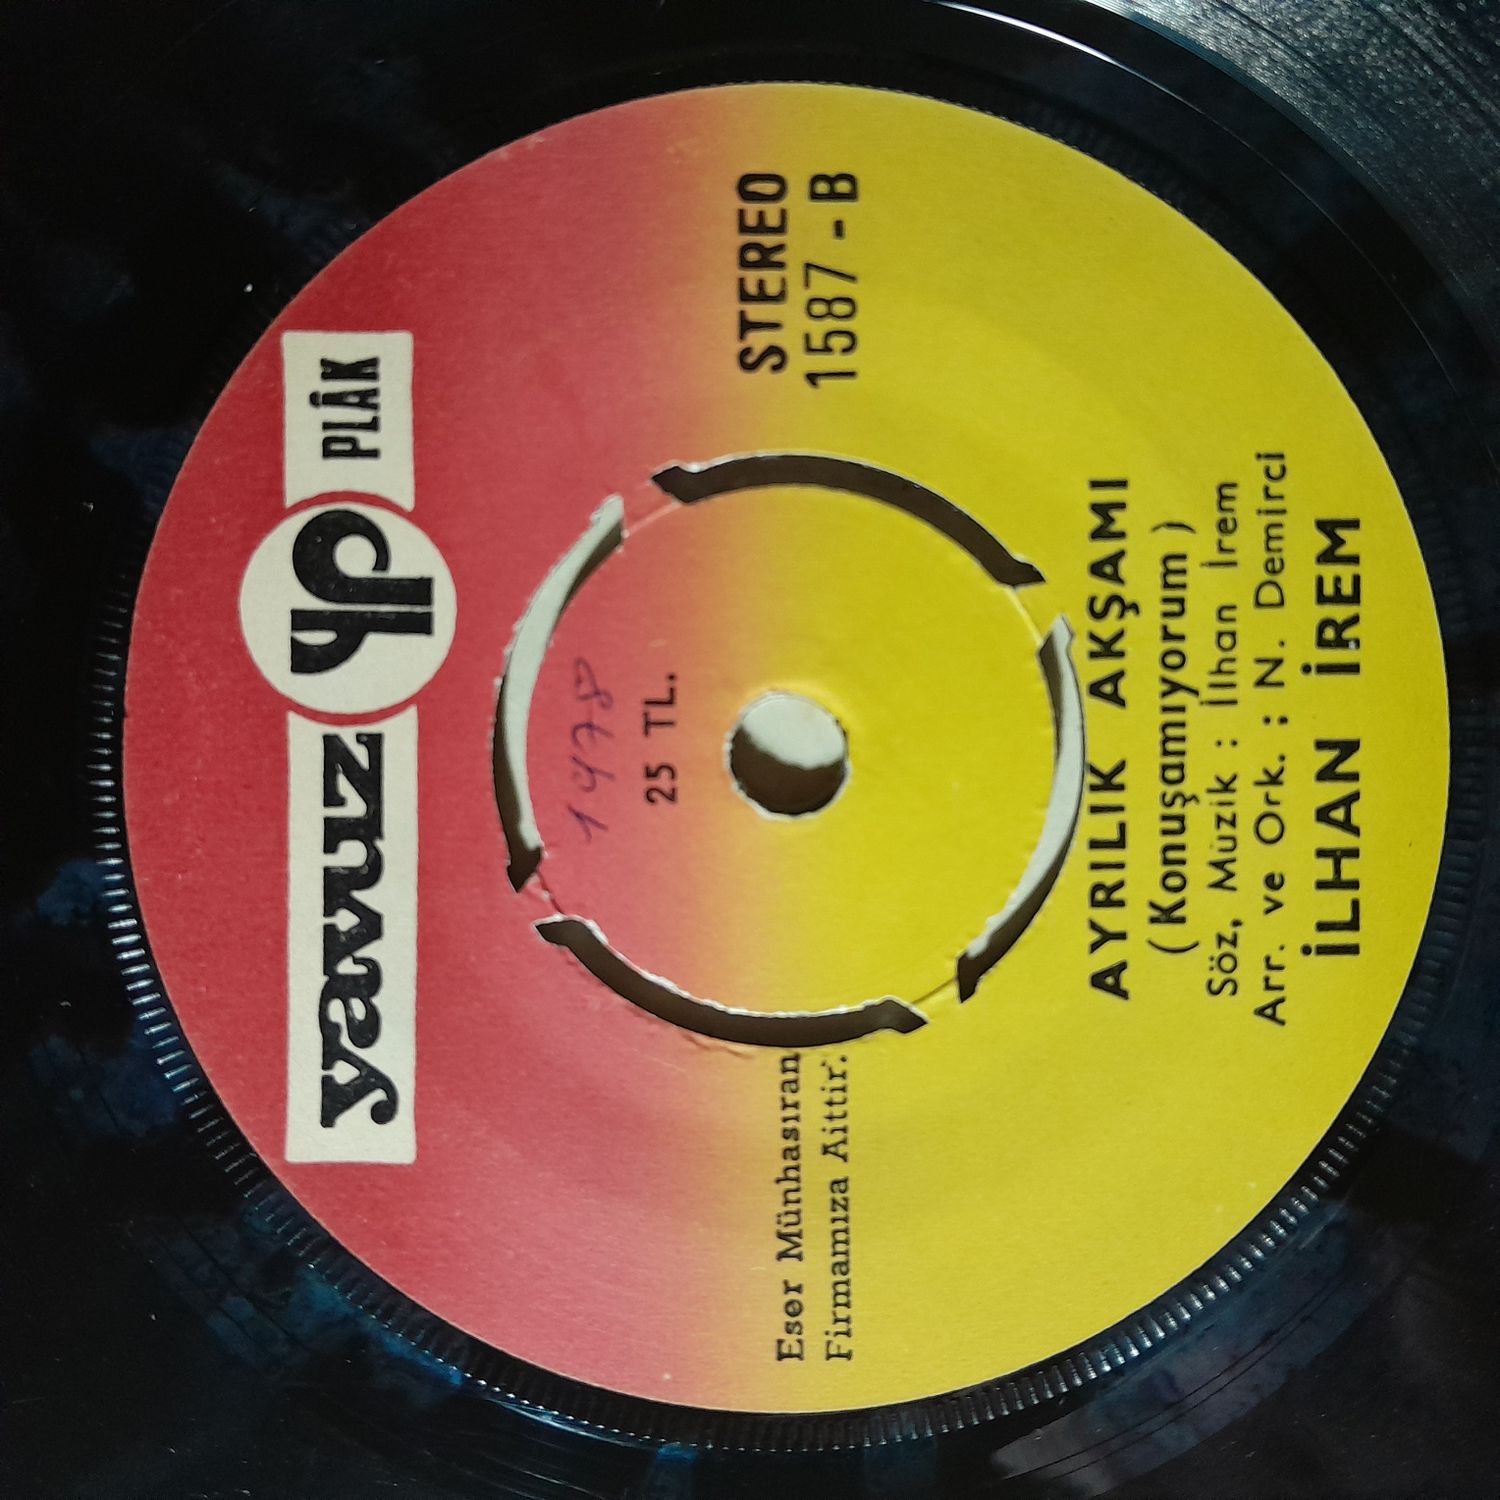 yavuz YP PLÂK
1978
25 TL.
Eser Münhasıran
Firmamıza Aittir.
STEREO
1587 - B
AYRILIK AKŞAMI
(Konuşamıyorum)
Söz, Müzik : İlhan İrem
Arr. ve Ork. : N. Demirci
İLHAN İREM